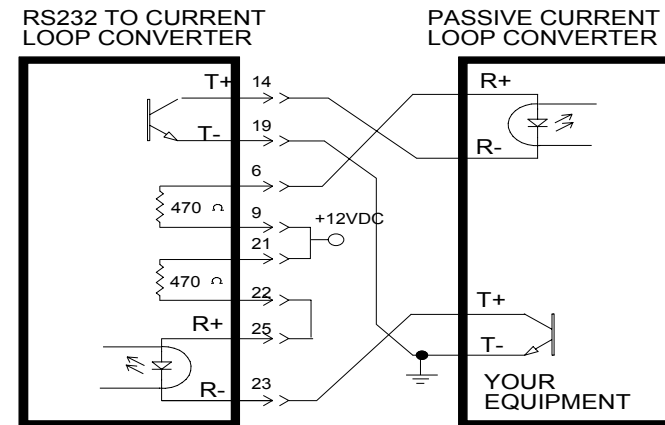 RS232 TO CURRENT
LOOP CONVERTER
PASSIVE CURRENT
LOOP CONVERTER
T+ 14
T- 19
6
470 Ω
9
+12VDC
21
470 Ω
22
R+ 25
R- 23
R+
R-
T+
T-
YOUR
EQUIPMENT